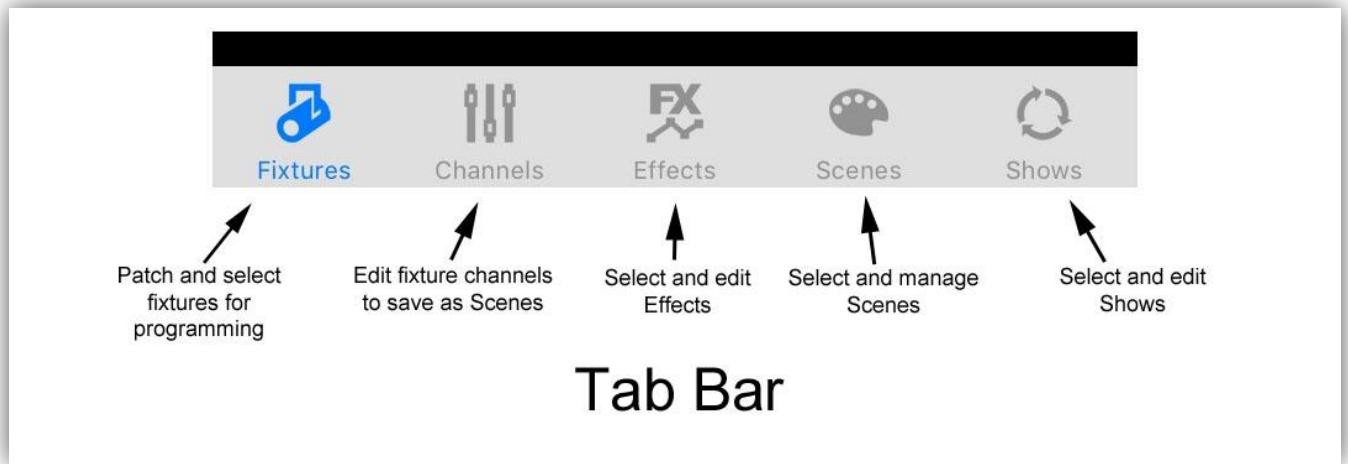 FX
Fixtures
Channels
Effects
Scenes
Shows
Patch and select
fixtures for
programming
Edit fixture channels
to save as Scenes
Select and edit
Effects
Select and manage
Scenes
Select and edit
Shows
Tab Bar